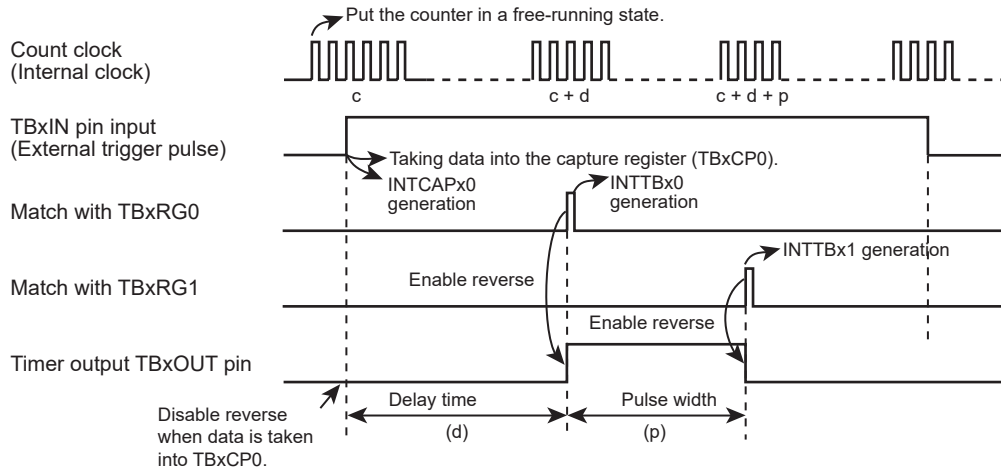 Put the counter in a free-running state.
Count clock
(Internal clock)
c
c + d
c + d + p
TBxIN pin input
(External trigger pulse)
Taking data into the capture register (TBxCP0).
INTCAPx0
generation
INTTBx0
generation
Match with TBxRG0
INTTBx1 generation
Enable reverse
Match with TBxRG1
Enable reverse
Timer output TBxOUT pin
Disable reverse
when data is taken
into TBxCP0.
Delay time
(d)
Pulse width
(p)